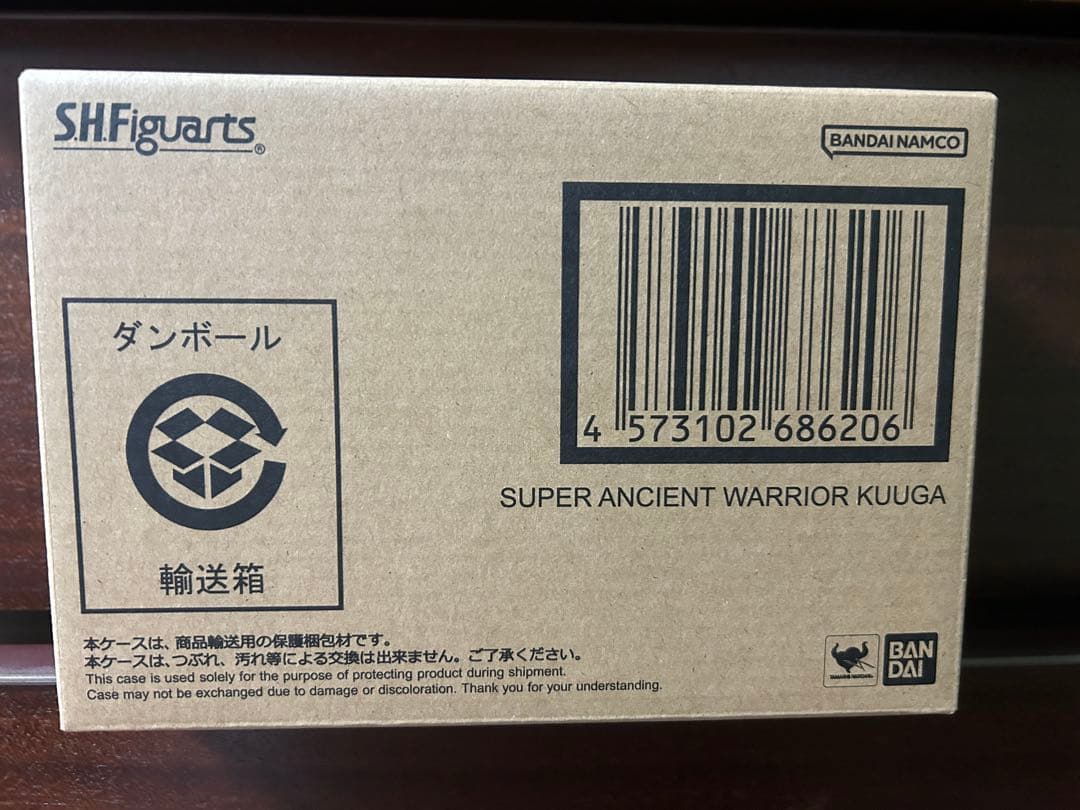 S.H.Figuarts®
BANDAI NAMCO
4 573102 686206
SUPER ANCIENT WARRIOR KUUGA
ダンボール
輸送箱
本ケースは、商品輸送用の保護梱包材です。
本ケースは、つぶれ、汚れ等による交換は出来ません。ご了承ください。
This case is used solely for the purpose of protecting product during shipment.
Case may not be exchanged due to damage or discoloration. Thank you for your understanding.
BAN
DAI